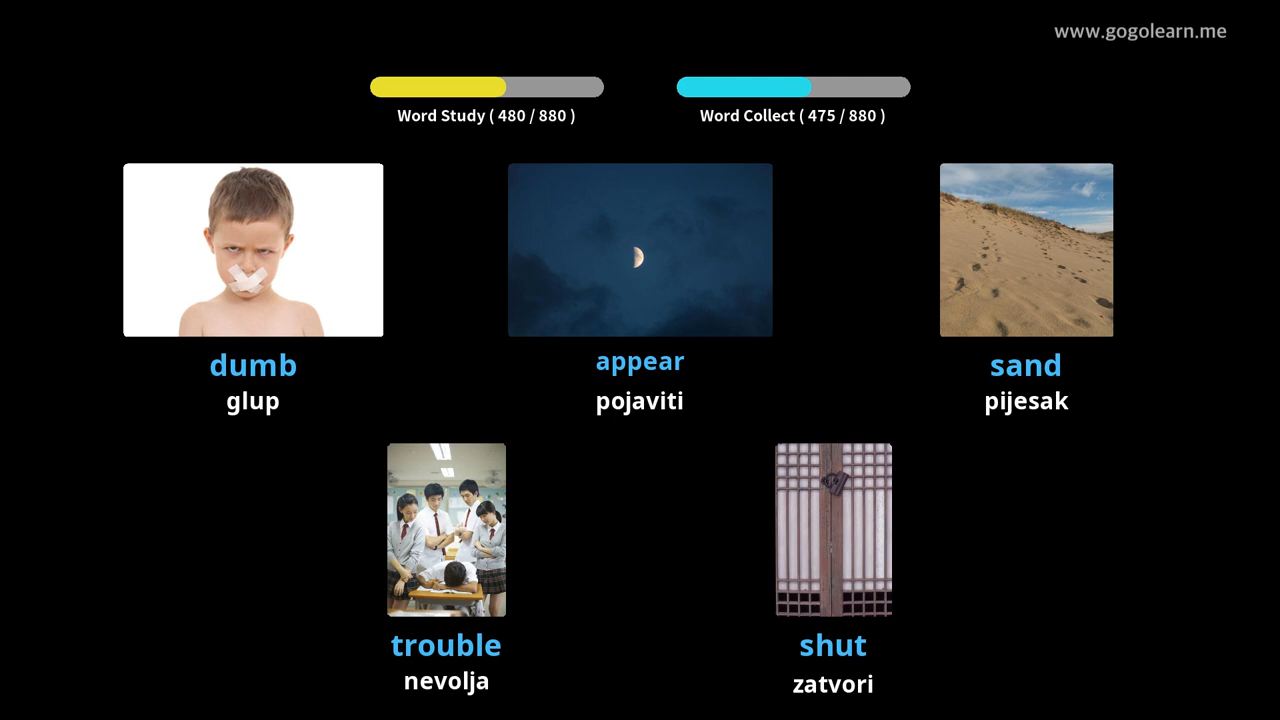 www.gogolearn.me
Word Study ( 480 / 880 )
Word Collect ( 475 / 880 )
dumb
glup
appear
pojaviti
sand
pijesak
trouble
nevolja
shut
zatvori